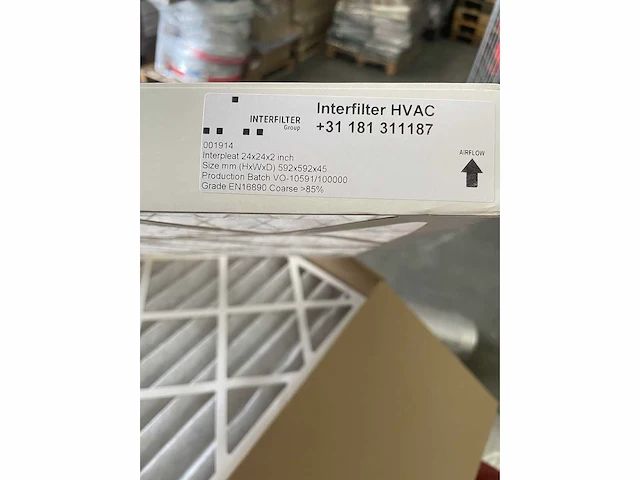 INTERFILTER
Group
Interfilter HVAC
+31 181 311187
001914
Interpleat 24x24x2 inch
Size mm (HxWxD) 592x592x45
Production Batch VO-10591/100000
Grade EN16890 Coarse >85%
AIRFLOW